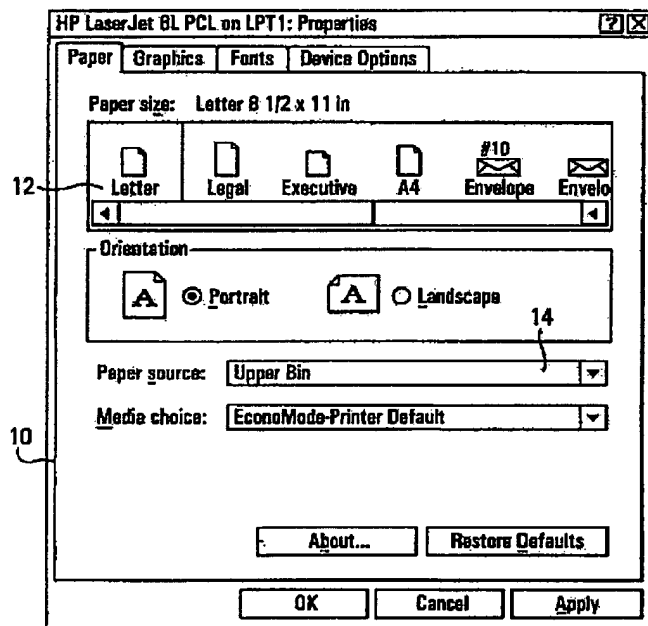 HP LaserJet 6L PCL on LPT1: Properties
Paper Graphics Fonts Device Options
Paper size: Letter 8 1/2 x 11 in
#10
Letter Legal Executive A4 Envelope Envelo
12
Orientation
A Portrait A Landscape
14
Paper source: Upper Bin
Media choice: EconoMode-Printer Default
10
About... Restore Defaults
OK Cancel Apply